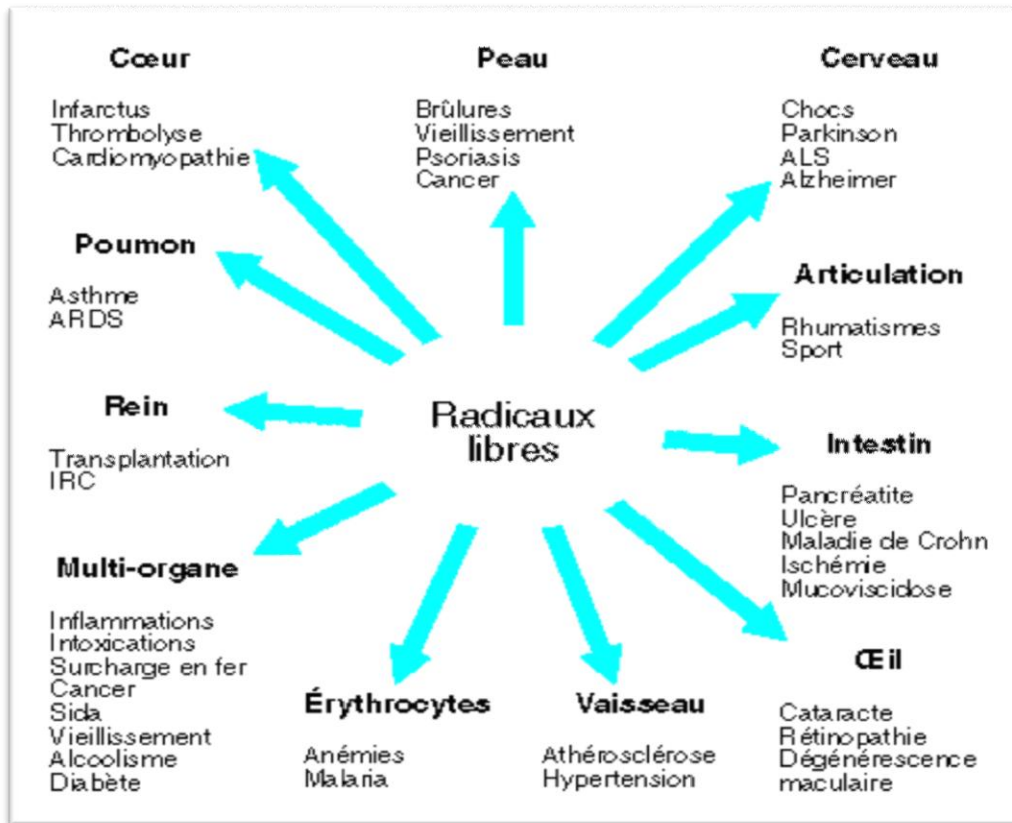 Cœur
Infarctus
Thrombolyse
Cardiomyopathie
Peau
Brûlures
Vieillissement
Psoriasis
Cancer
Cerveau
Chocs
Parkinson
ALS
Alzheimer
Poumon
Asthme
ARDS
Articulation
Rhumatismes
Sport
Rein
Transplantation
IRC
Radicaux
libres
Intestin
Pancréatite
Ulcère
Maladie de Crohn
Ischémie
Mucoviscidose
Multi-organe
Inflammations
Intoxications
Surcharge en fer
Cancer
Sida
Vieillissement
Alcoolisme
Diabète
Érythrocytes
Anémies
Malaria
Vaisseau
Athérosclérose
Hypertension
Œil
Cataracte
Rétinopathie
Dégénérescence
maculaire